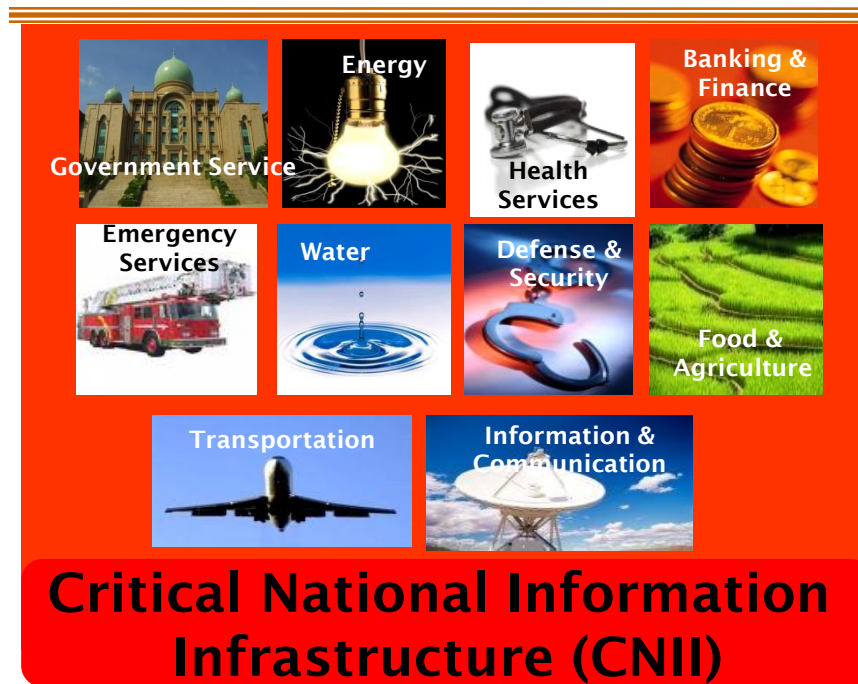 Government Service
Energy
Health
Services
Banking &
Finance
Emergency
Services
Water
Defense &
Security
Food &
Agriculture
Transportation
Information &
Communication
Critical National Information
Infrastructure (CNII)